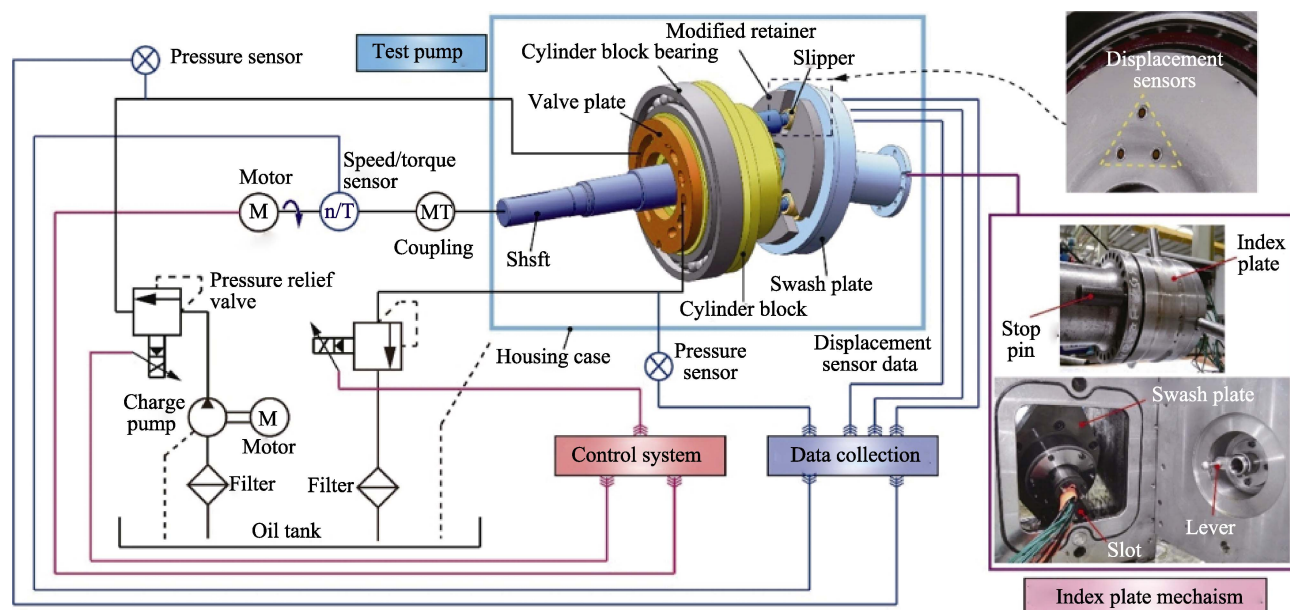 Test pump
Pressure sensor
Modified retainer
Cylinder block bearing
Slipper
Valve plate
Displacement
sensors
Speed/torque
sensor
Motor
M
n/T
MT
Coupling
Shsft
Swash plate
Cylinder block
Housing case
Pressure relief
valve
Pressure
sensor
Displacement
sensor data
Index
plate
Stop
pin
Charge
pump
M
Motor
Filter
Filter
Oil tank
Control system
Data collection
Swash plate
Lever
Slot
Index plate mechaism